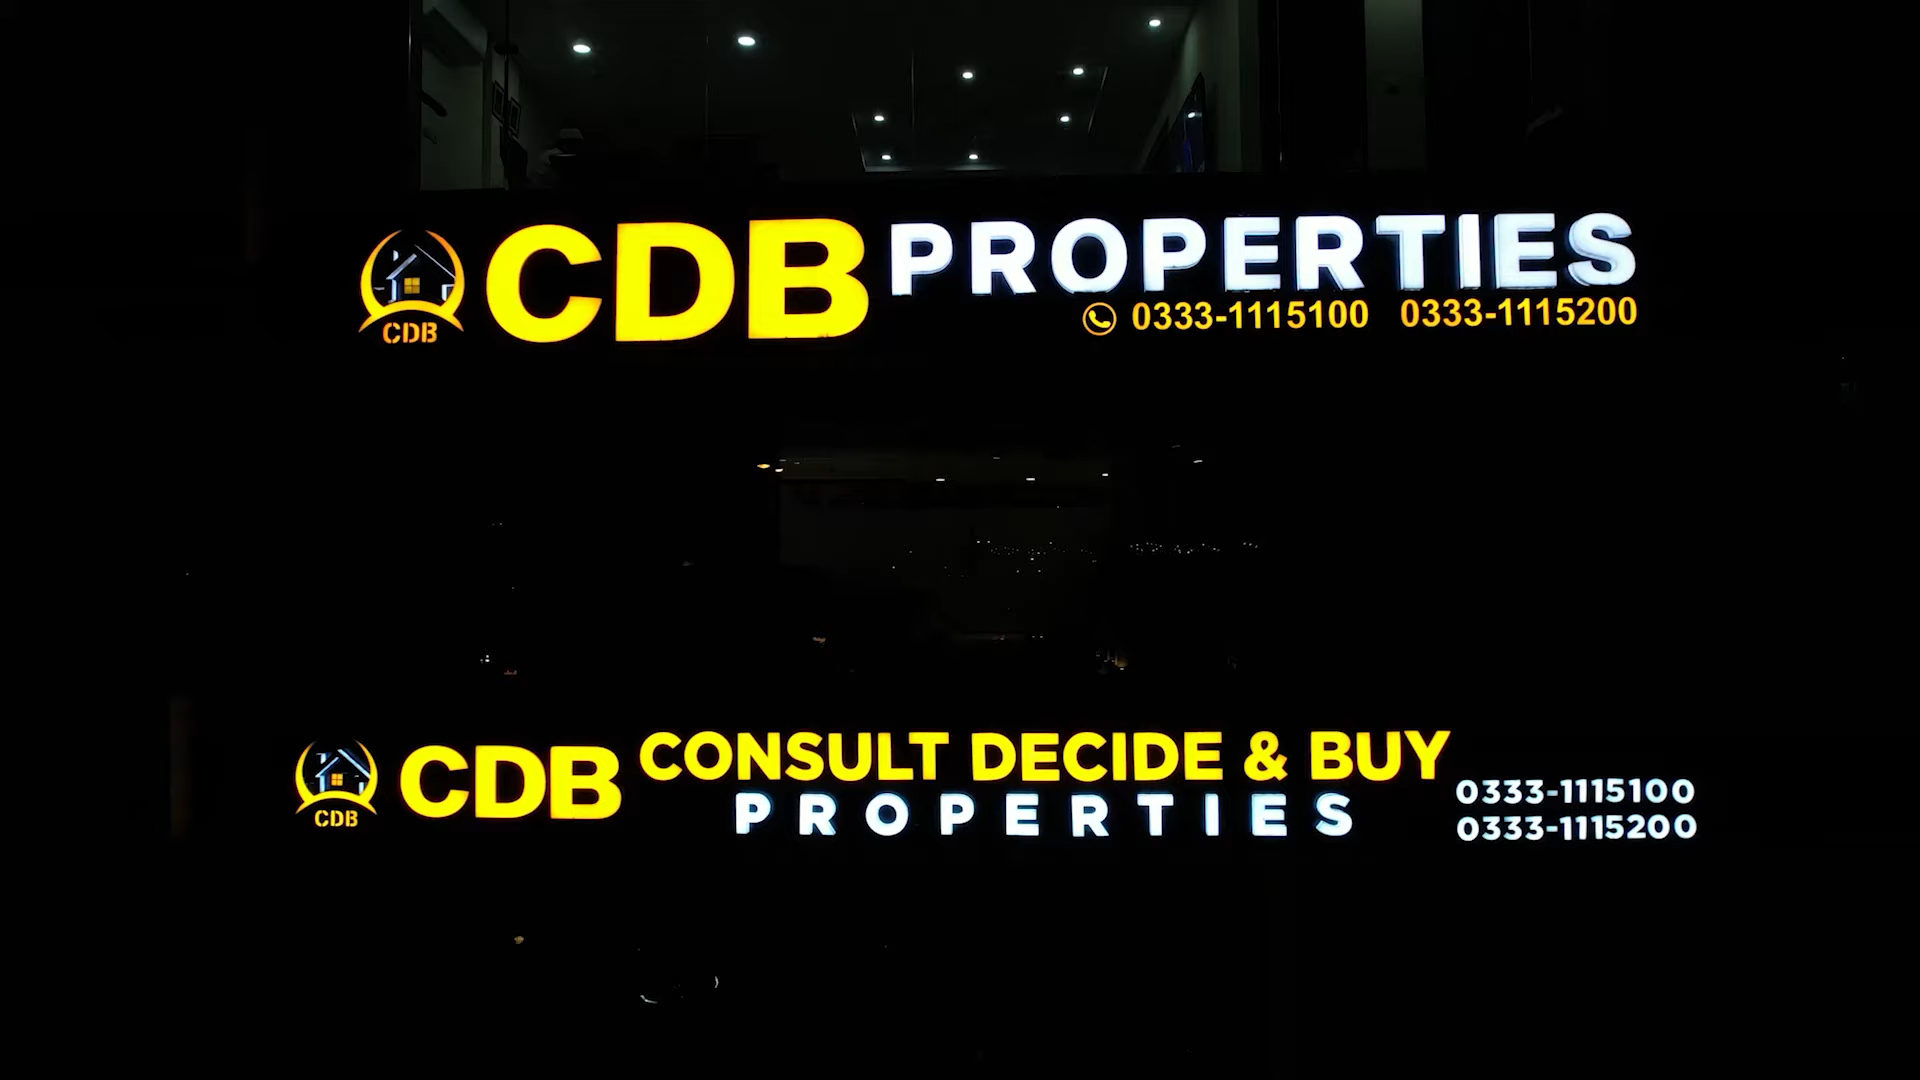 CDB PROPERTIES
CDB
0333-1115100 0333-1115200
CDB CONSULT DECIDE & BUY
PROPERTIES
CDB
0333-1115100
0333-1115200